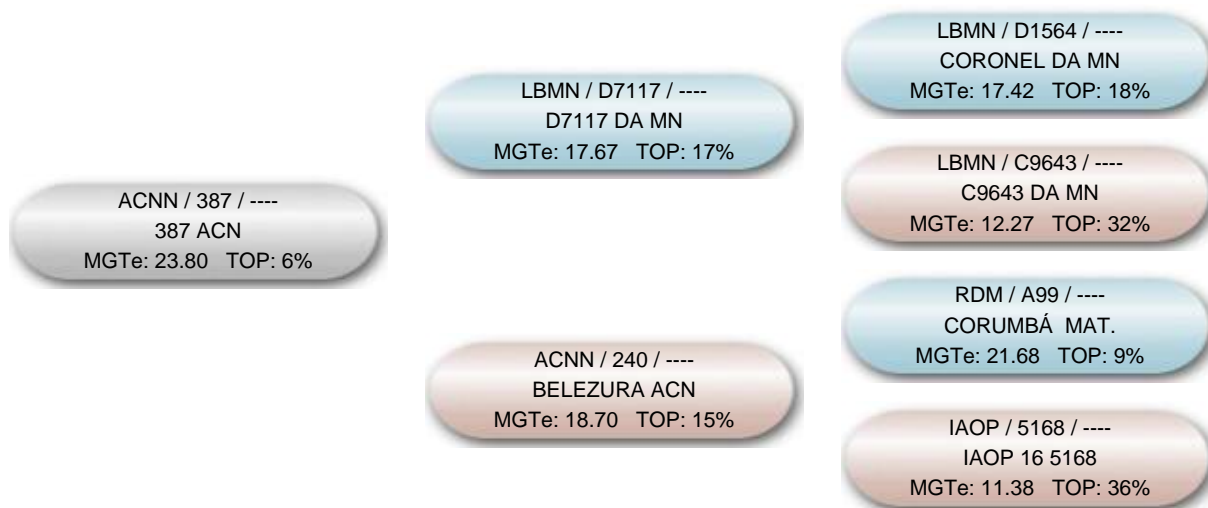 ACNN / 387 / ----
387 ACN
MGTe: 23.80 TOP: 6%
LBMN / D7117 / ----
D7117 DA MN
MGTe: 17.67 TOP: 17%
ACNN / 240 / ----
BELEZURA ACN
MGTe: 18.70 TOP: 15%
LBMN / D1564 / ----
CORONEL DA MN
MGTe: 17.42 TOP: 18%
LBMN / C9643 / ----
C9643 DA MN
MGTe: 12.27 TOP: 32%
RDM / A99 / ----
CORUMBÁ MAT.
MGTe: 21.68 TOP: 9%
IAOP / 5168 / ----
IAOP 16 5168
MGTe: 11.38 TOP: 36%